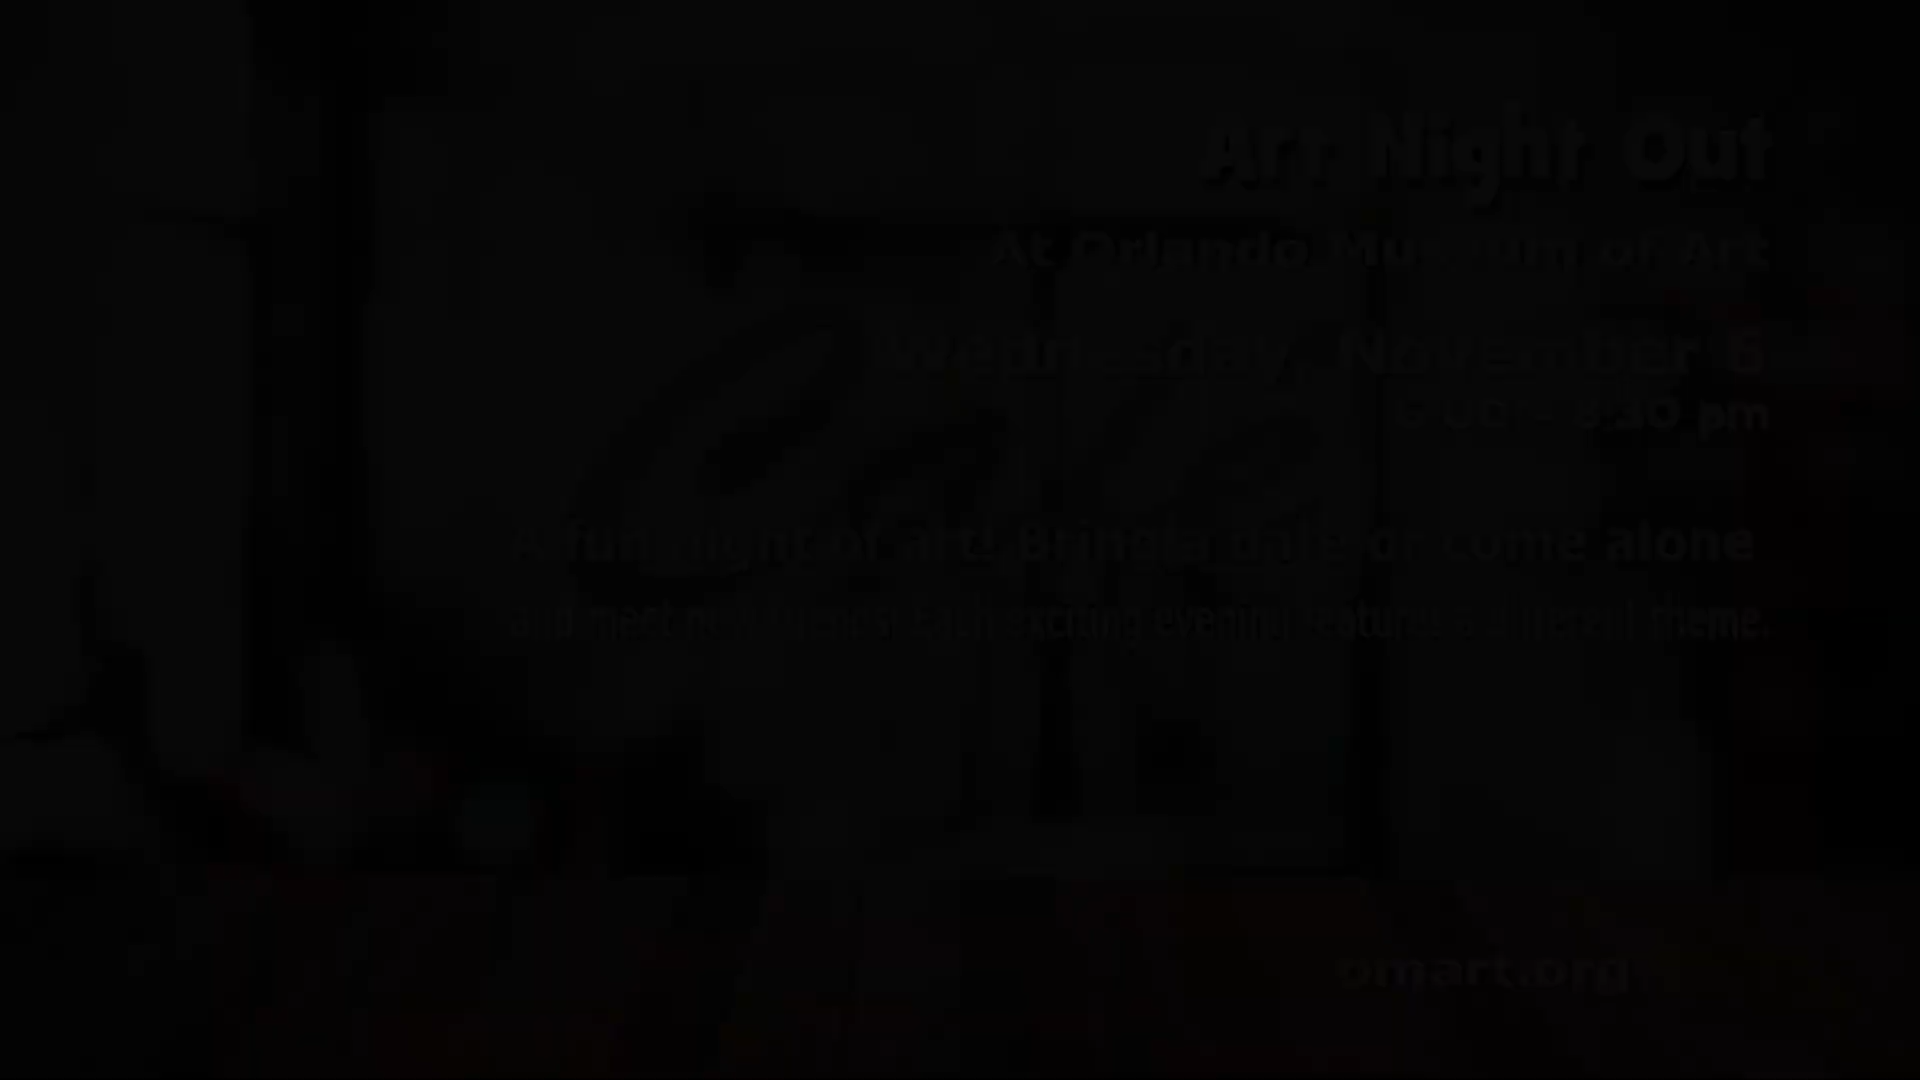 Art Night Out
At Orlando Museum of Art
Wednesday, November 6
6:00 - 8:30 pm
A fun night of art! Bring a date or come alone
and meet new friends. Each exciting evening features a different theme.
omart.org